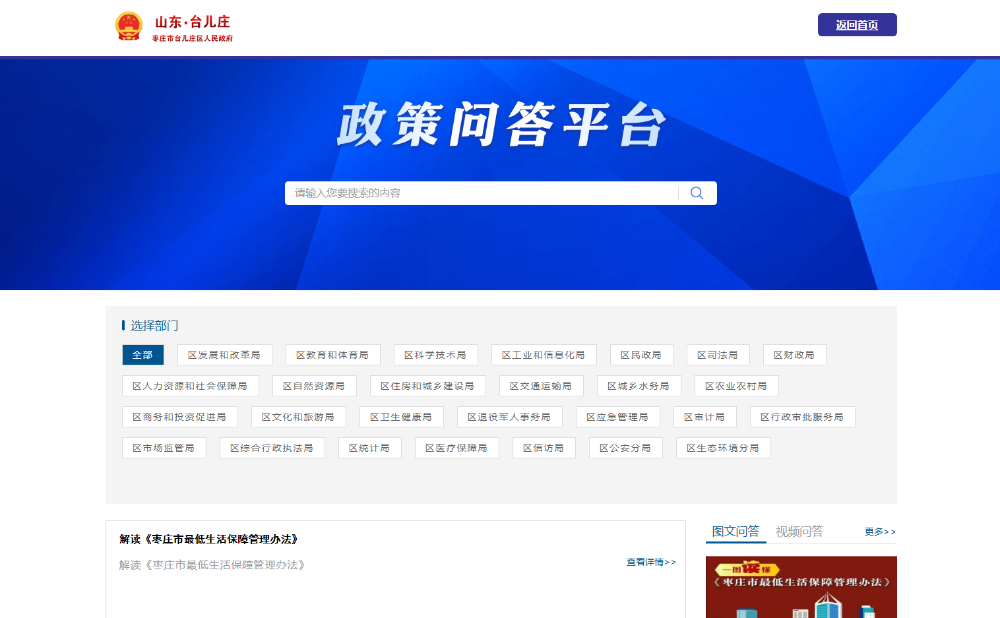 山东·台儿庄
枣庄市台儿庄区人民政府
返回首页
政策问答平台
请输入您要搜索的内容
选择部门
全部 区发展和改革局 区教育和体育局 区科学技术局 区工业和信息化局 区民政局 区司法局 区财政局
区人力资源和社会保障局 区自然资源局 区住房和城乡建设局 区交通运输局 区城乡水务局 区农业农村局
区商务和投资促进局 区文化和旅游局 区卫生健康局 区退役军人事务局 区应急管理局 区审计局 区行政审批服务局
区市场监管局 区综合行政执法局 区统计局 区医疗保障局 区信访局 区公安分局 区生态环境分局
解读《枣庄市最低生活保障管理办法》
解读《枣庄市最低生活保障管理办法》
查看详情>>
图文问答 视频问答 更多>>
一图读懂
《枣庄市最低生活保障管理办法》